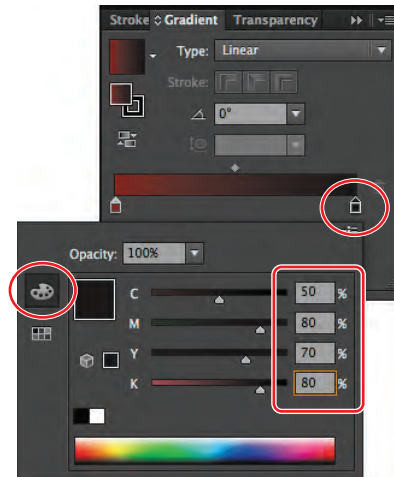 Stroke Gradient Transparency
Type: Linear
Stroke:
0°
Opacity: 100%
C 50 %
M 80 %
Y 70 %
K 80 %